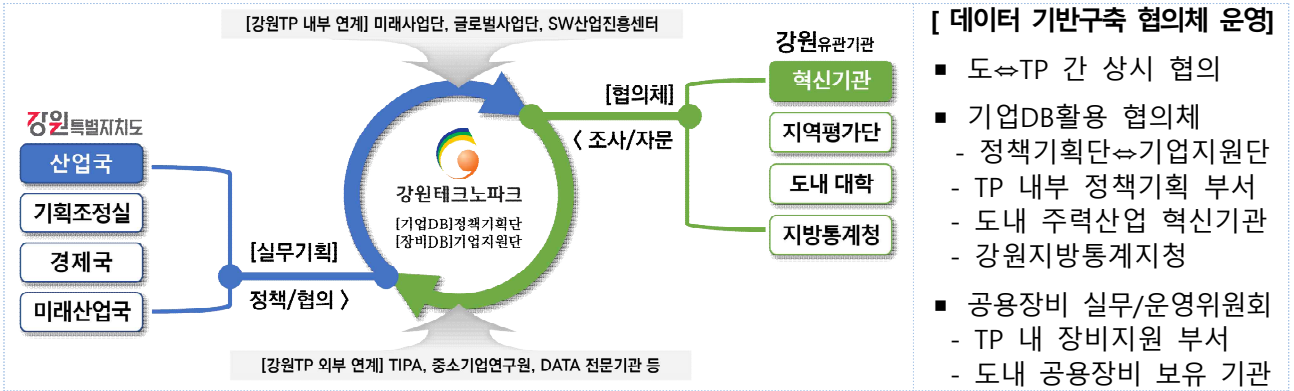 [강원TP 내부 연계] 미래사업단, 글로벌사업단, SW산업진흥센터
강원특별자치도
산업국
기획조정실
경제국
미래산업국
[실무기획]
정책/협의 〉
강원테크노파크
[기업DB]정책기획단
[장비DB]기업지원단
[협의체]
〈 조사/자문
강원유관기관
혁신기관
지역평가단
도내 대학
지방통계청
[강원TP 외부 연계] TIPA, 중소기업연구원, DATA 전문기관 등
[ 데이터 기반구축 협의체 운영]
▪ 도⇔TP 간 상시 협의
▪ 기업DB활용 협의체
- 정책기획단⇔기업지원단
- TP 내부 정책기획 부서
- 도내 주력산업 혁신기관
- 강원지방통계지청
▪ 공용장비 실무/운영위원회
- TP 내 장비지원 부서
- 도내 공용장비 보유 기관